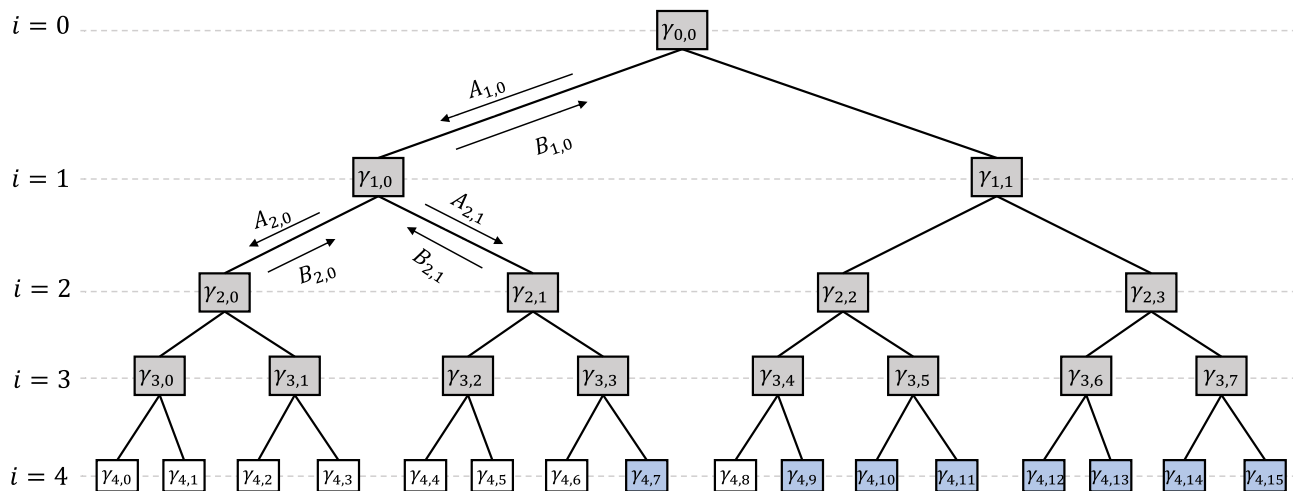 i = 0
γ0,0
A1,0
B1,0
i = 1
γ1,0 γ1,1
A2,0 A2,1
B2,0 B2,1
i = 2
γ2,0 γ2,1 γ2,2 γ2,3
i = 3
γ3,0 γ3,1 γ3,2 γ3,3 γ3,4 γ3,5 γ3,6 γ3,7
i = 4
γ4,0 γ4,1 γ4,2 γ4,3 γ4,4 γ4,5 γ4,6 γ4,7 γ4,8 γ4,9 γ4,10 γ4,11 γ4,12 γ4,13 γ4,14 γ4,15